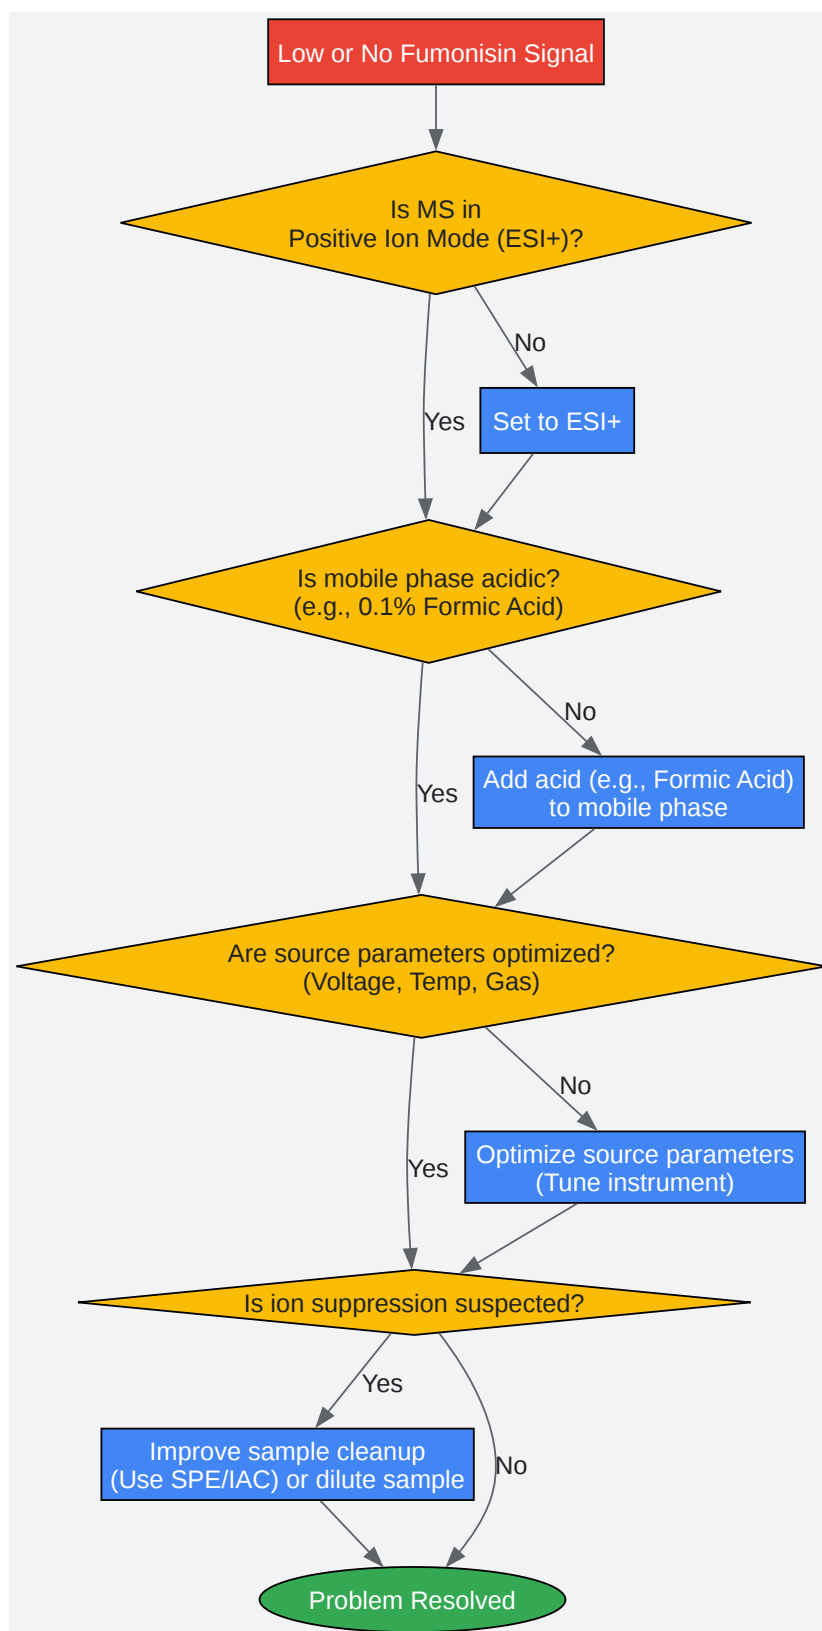 Low or No Fumonisin Signal
Is MS in
Positive Ion Mode (ESI+)?
No
Yes
Set to ESI+
Is mobile phase acidic?
(e.g., 0.1% Formic Acid)
No
Yes
Add acid (e.g., Formic Acid)
to mobile phase
Are source parameters optimized?
(Voltage, Temp, Gas)
No
Yes
Optimize source parameters
(Tune instrument)
Is ion suppression suspected?
Yes
Improve sample cleanup
(Use SPE/IAC) or dilute sample
No
Problem Resolved